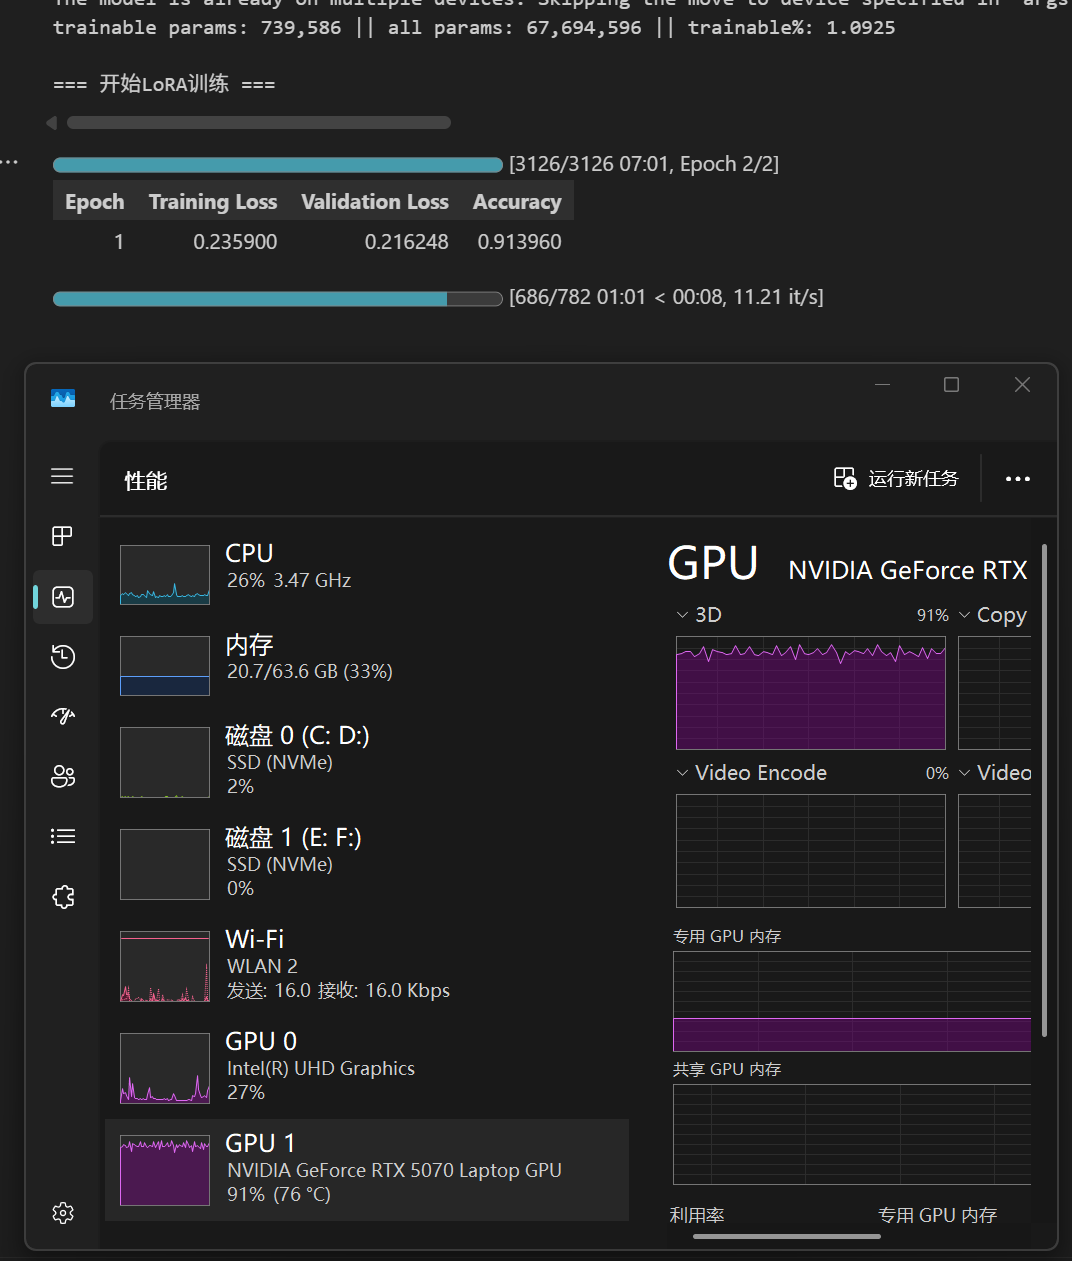 The model is already on multiple devices. Skipping the move to device specified in `args
trainable params: 739,586 || all params: 67,694,596 || trainable%: 1.0925
=== 开始LoRA训练 ===
[3126/3126 07:01, Epoch 2/2]
Epoch Training Loss Validation Loss Accuracy
1 0.235900 0.216248 0.913960
[686/782 01:01 < 00:08, 11.21 it/s]
任务管理器
性能
运行新任务
CPU
26% 3.47 GHz
内存
20.7/63.6 GB (33%)
磁盘 0 (C: D:)
SSD (NVMe)
2%
磁盘 1 (E: F:)
SSD (NVMe)
0%
Wi-Fi
WLAN 2
发送: 16.0 接收: 16.0 Kbps
GPU 0
Intel(R) UHD Graphics
27%
GPU 1
NVIDIA GeForce RTX 5070 Laptop GPU
91% (76 °C)
GPU NVIDIA GeForce RTX
3D 91% Copy
Video Encode 0% Video
专用 GPU 内存
共享 GPU 内存
利用率 专用 GPU 内存